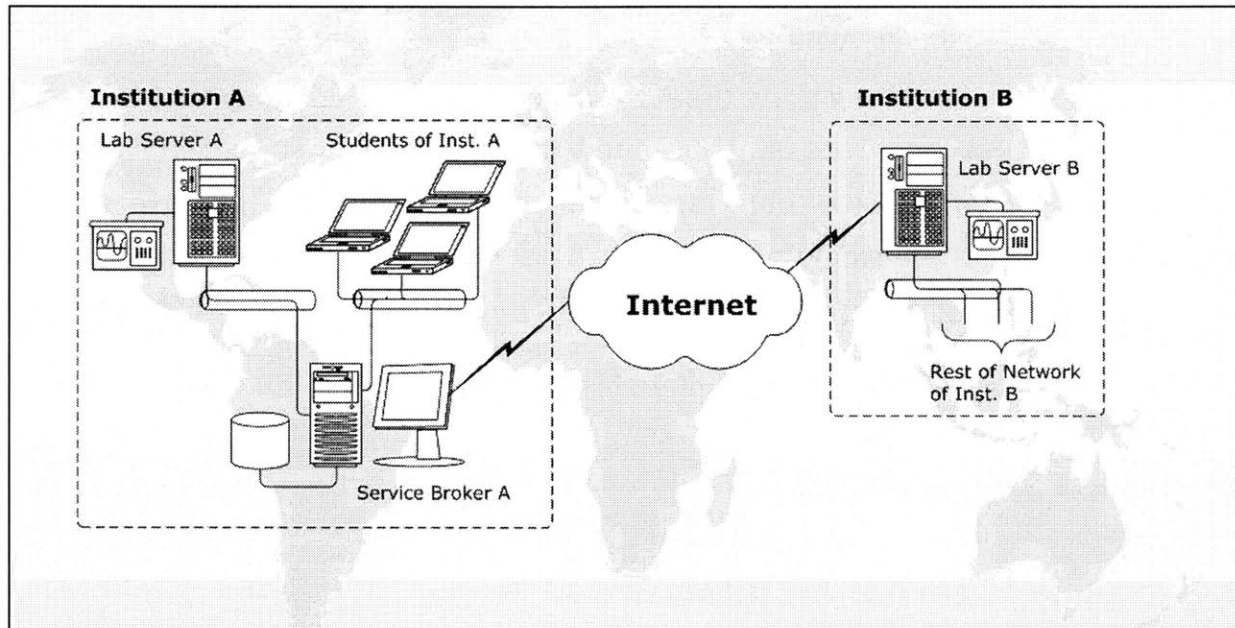 Institution A
Lab Server A
Students of Inst. A
Service Broker A
Internet
Institution B
Lab Server B
Rest of Network
of Inst. B